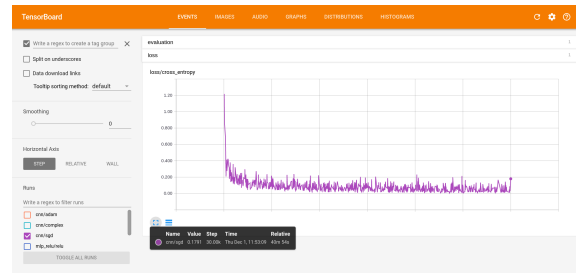 TensorBoard
EVENTS IMAGES AUDIO GRAPHS DISTRIBUTIONS HISTOGRAMS
Write a regex to create a tag group
Split on underscores
Data download links
Tooltip sorting method: default
Smoothing
0
Horizontal Axis
STEP RELATIVE WALL
Runs
Write a regex to filter runs
cnn/adam
cnn/complex
cnn/sgd
mlp_relu/relu
TOGGLE ALL RUNS
evaluation
loss
loss/cross_entropy
1.20
1.00
0.800
0.600
0.400
0.200
0.00
Name Value Step Time Relative
cnn/sgd 0.1791 30.00k Thu Dec 1, 11:53:09 40m 54s